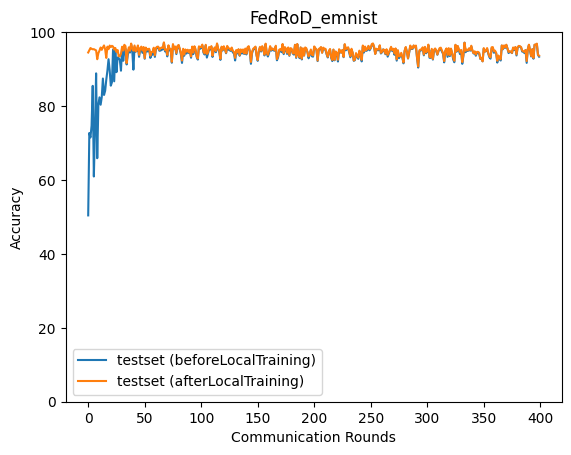 FedRoD_emnist
Accuracy
100
80
60
40
20
0
testset (beforeLocalTraining)
testset (afterLocalTraining)
0 50 100 150 200 250 300 350 400
Communication Rounds